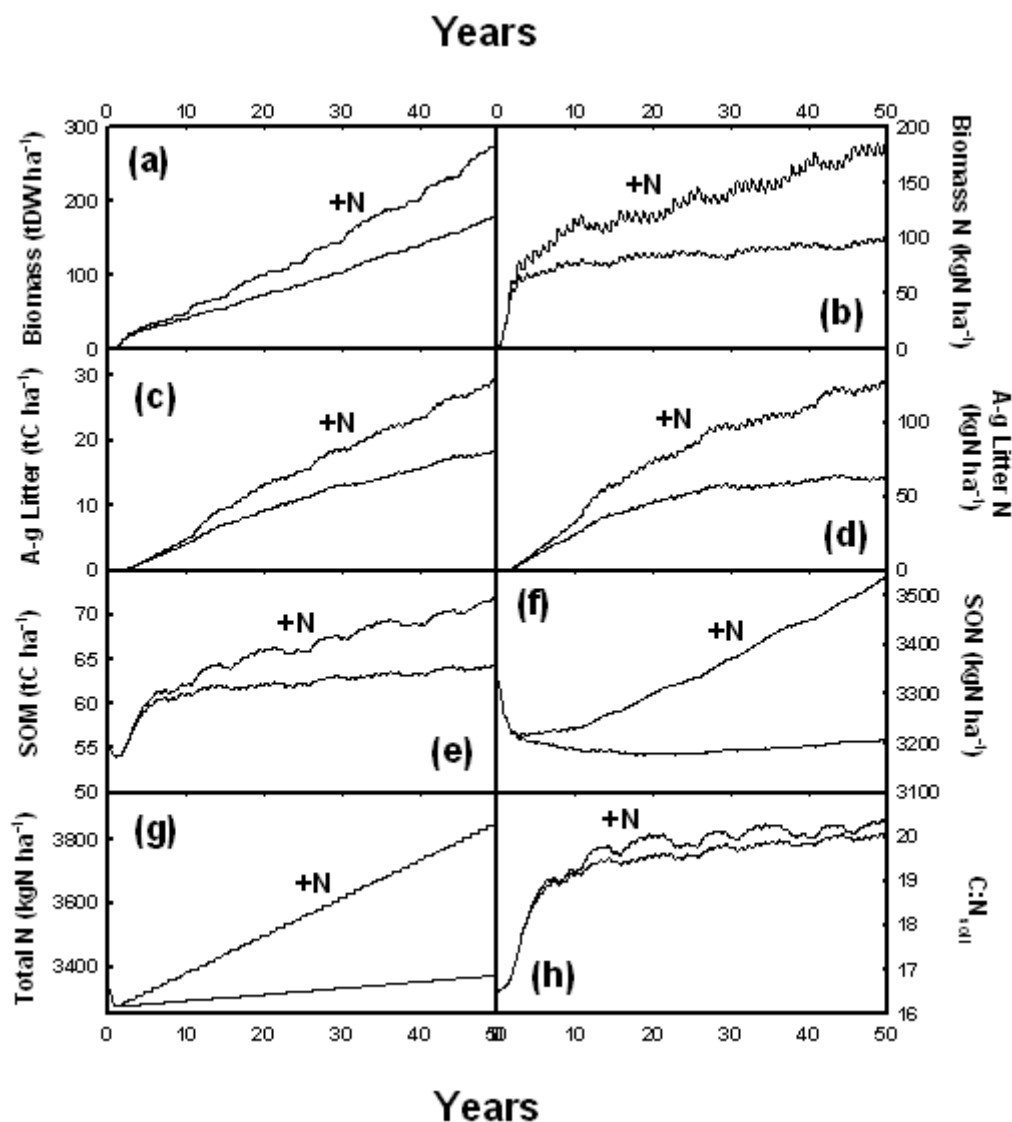 Years
0 10 20 30 40 0 10 20 30 40 50
300
200
100
0
Biomass (tDWha⁻¹)
(a)
+N
200
150
100
50
0
Biomass N (kgN ha⁻¹)
+N
(b)
30
20
10
0
A-g Litter (tC ha⁻¹)
(c)
+N
100
50
0
A-g Litter N
(kgN ha⁻¹)
+N
(d)
70
65
60
55
50
SOM (tC ha⁻¹)
+N
(e)
3500
3400
3300
3200
3100
SON (kgN ha⁻¹)
(f)
+N
3800
3600
3400
Total N (kgN ha⁻¹)
(g)
+N
20
19
18
17
16
C:Nsoil
+N
(h)
0 10 20 30 40 50 10 20 30 40 50
Years